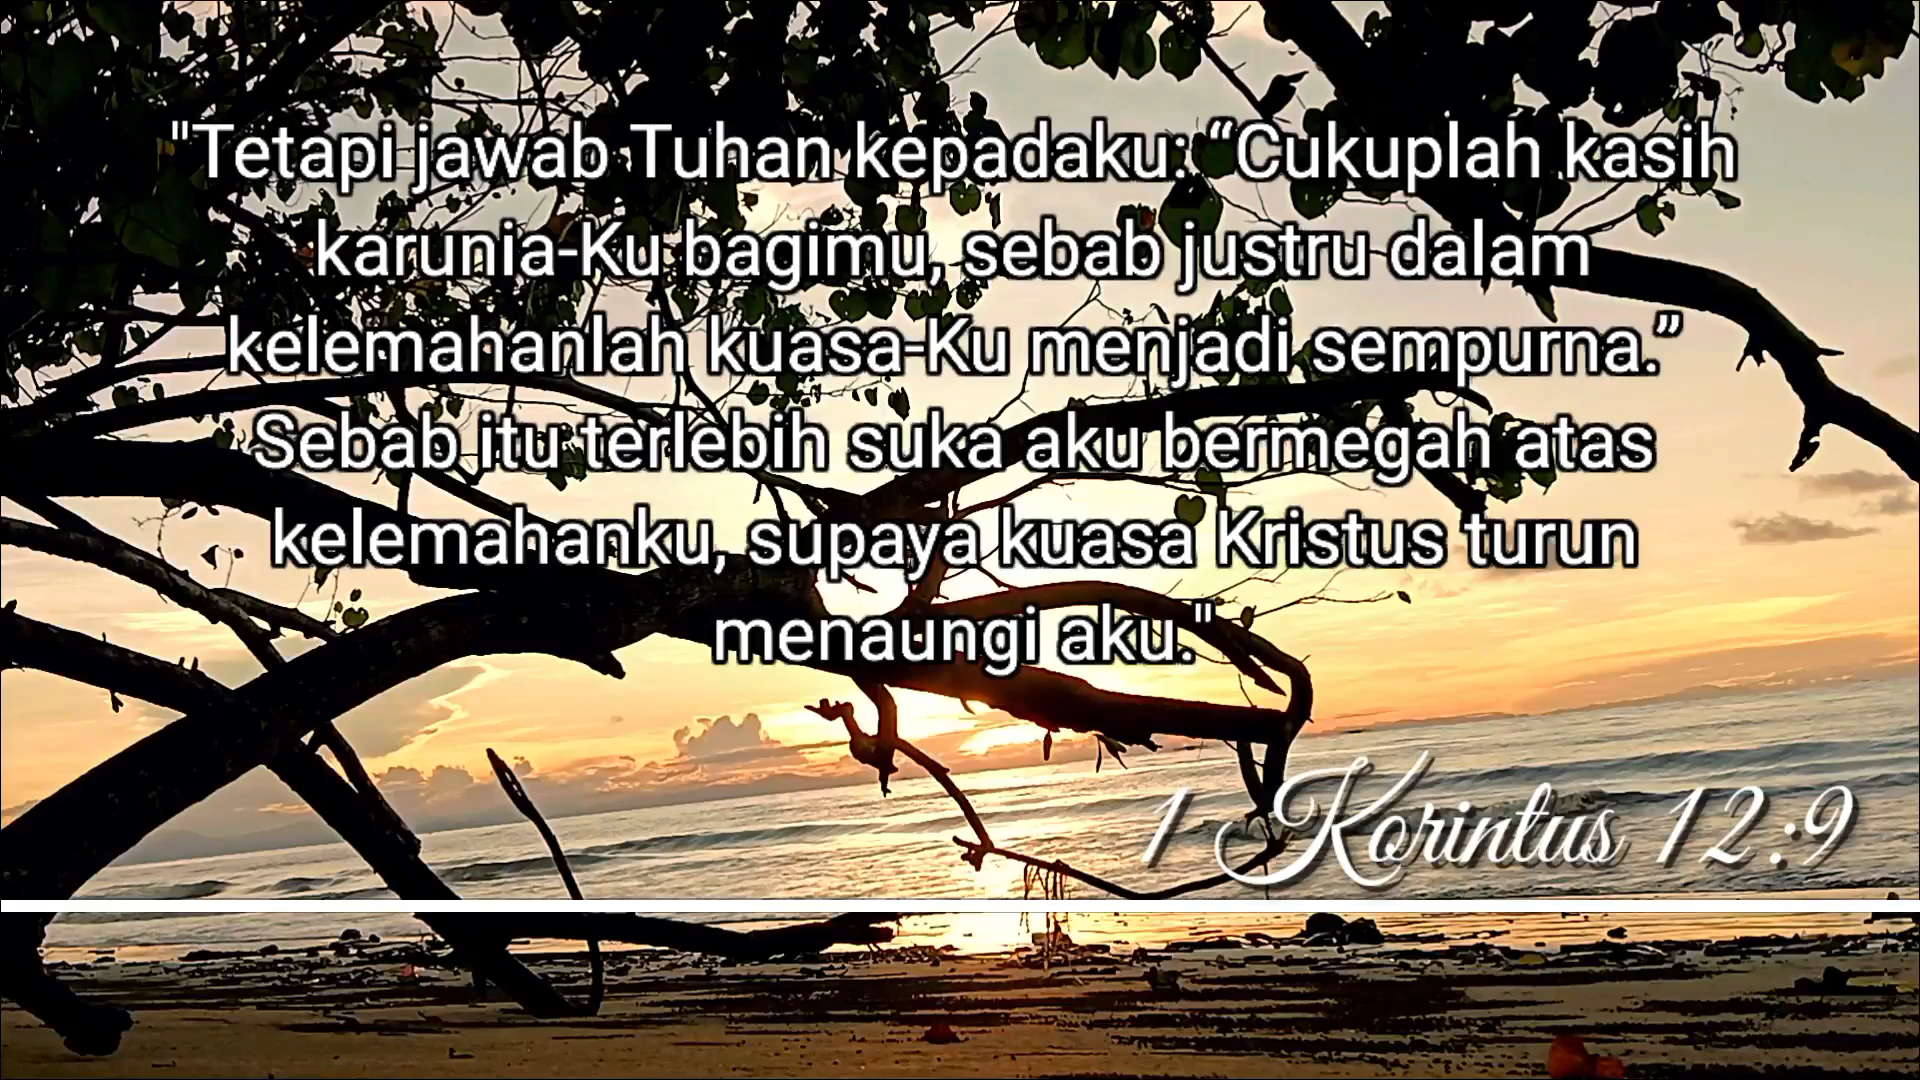 "Tetapi jawab Tuhan kepadaku: “Cukuplah kasih
karunia-Ku bagimu, sebab justru dalam
kelemahanlah kuasa-Ku menjadi sempurna.”
Sebab itu terlebih suka aku bermegah atas
kelemahanku, supaya kuasa Kristus turun
menaungi aku."
1 Korintus 12:9